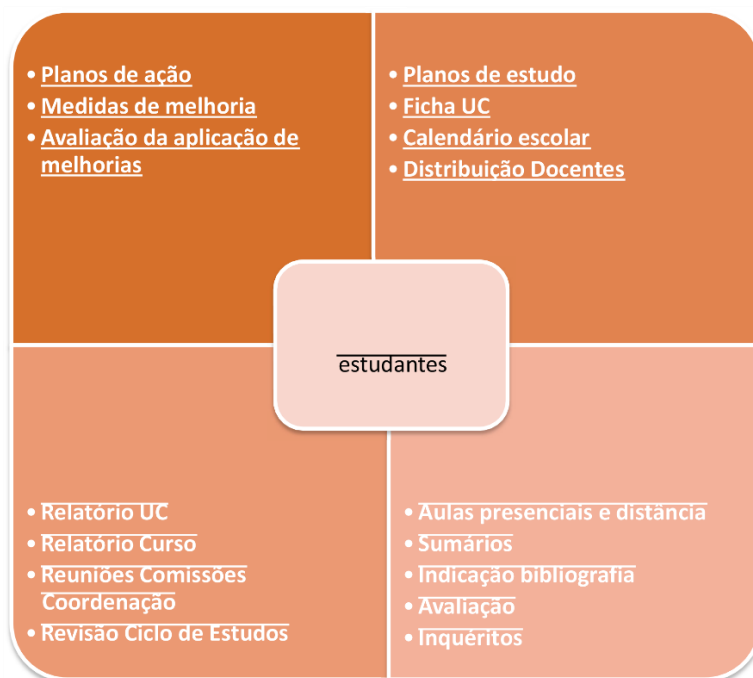 • Planos de ação
• Medidas de melhoria
• Avaliação da aplicação de
melhorias
• Planos de estudo
• Ficha UC
• Calendário escolar
• Distribuição Docentes
estudantes
• Relatório UC
• Relatório Curso
• Reuniões Comissões
Coordenação
• Revisão Ciclo de Estudos
• Aulas presenciais e distância
• Sumários
• Indicação bibliografia
• Avaliação
• Inquéritos